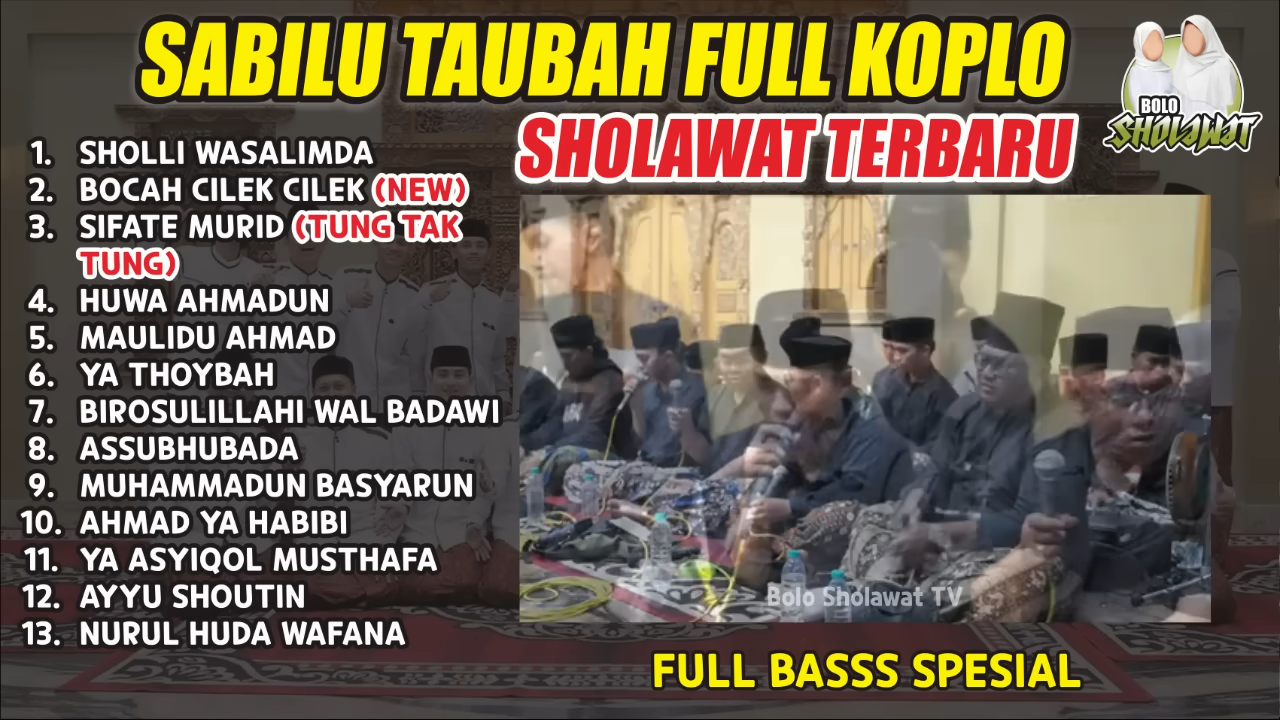 SABILU TAUBAH FULL KOPLO
SHOLAWAT TERBARU
BOLO
SHOLAWAT
1. SHOLLI WASALIMDA
2. BOCAH CILEK CILEK (NEW)
3. SIFATE MURID (TUNG TAK
TUNG)
4. HUWA AHMADUN
5. MAULIDU AHMAD
6. YA THOYBAH
7. BIROSULILLAHI WAL BADAWI
8. ASSUBHUBADA
9. MUHAMMADUN BASYARUN
10. AHMAD YA HABIBI
11. YA ASYIQOL MUSTHAFA
12. AYYU SHOUTIN
13. NURUL HUDA WAFANA
Bolo Sholawat TV
FULL BASSS SPESIAL